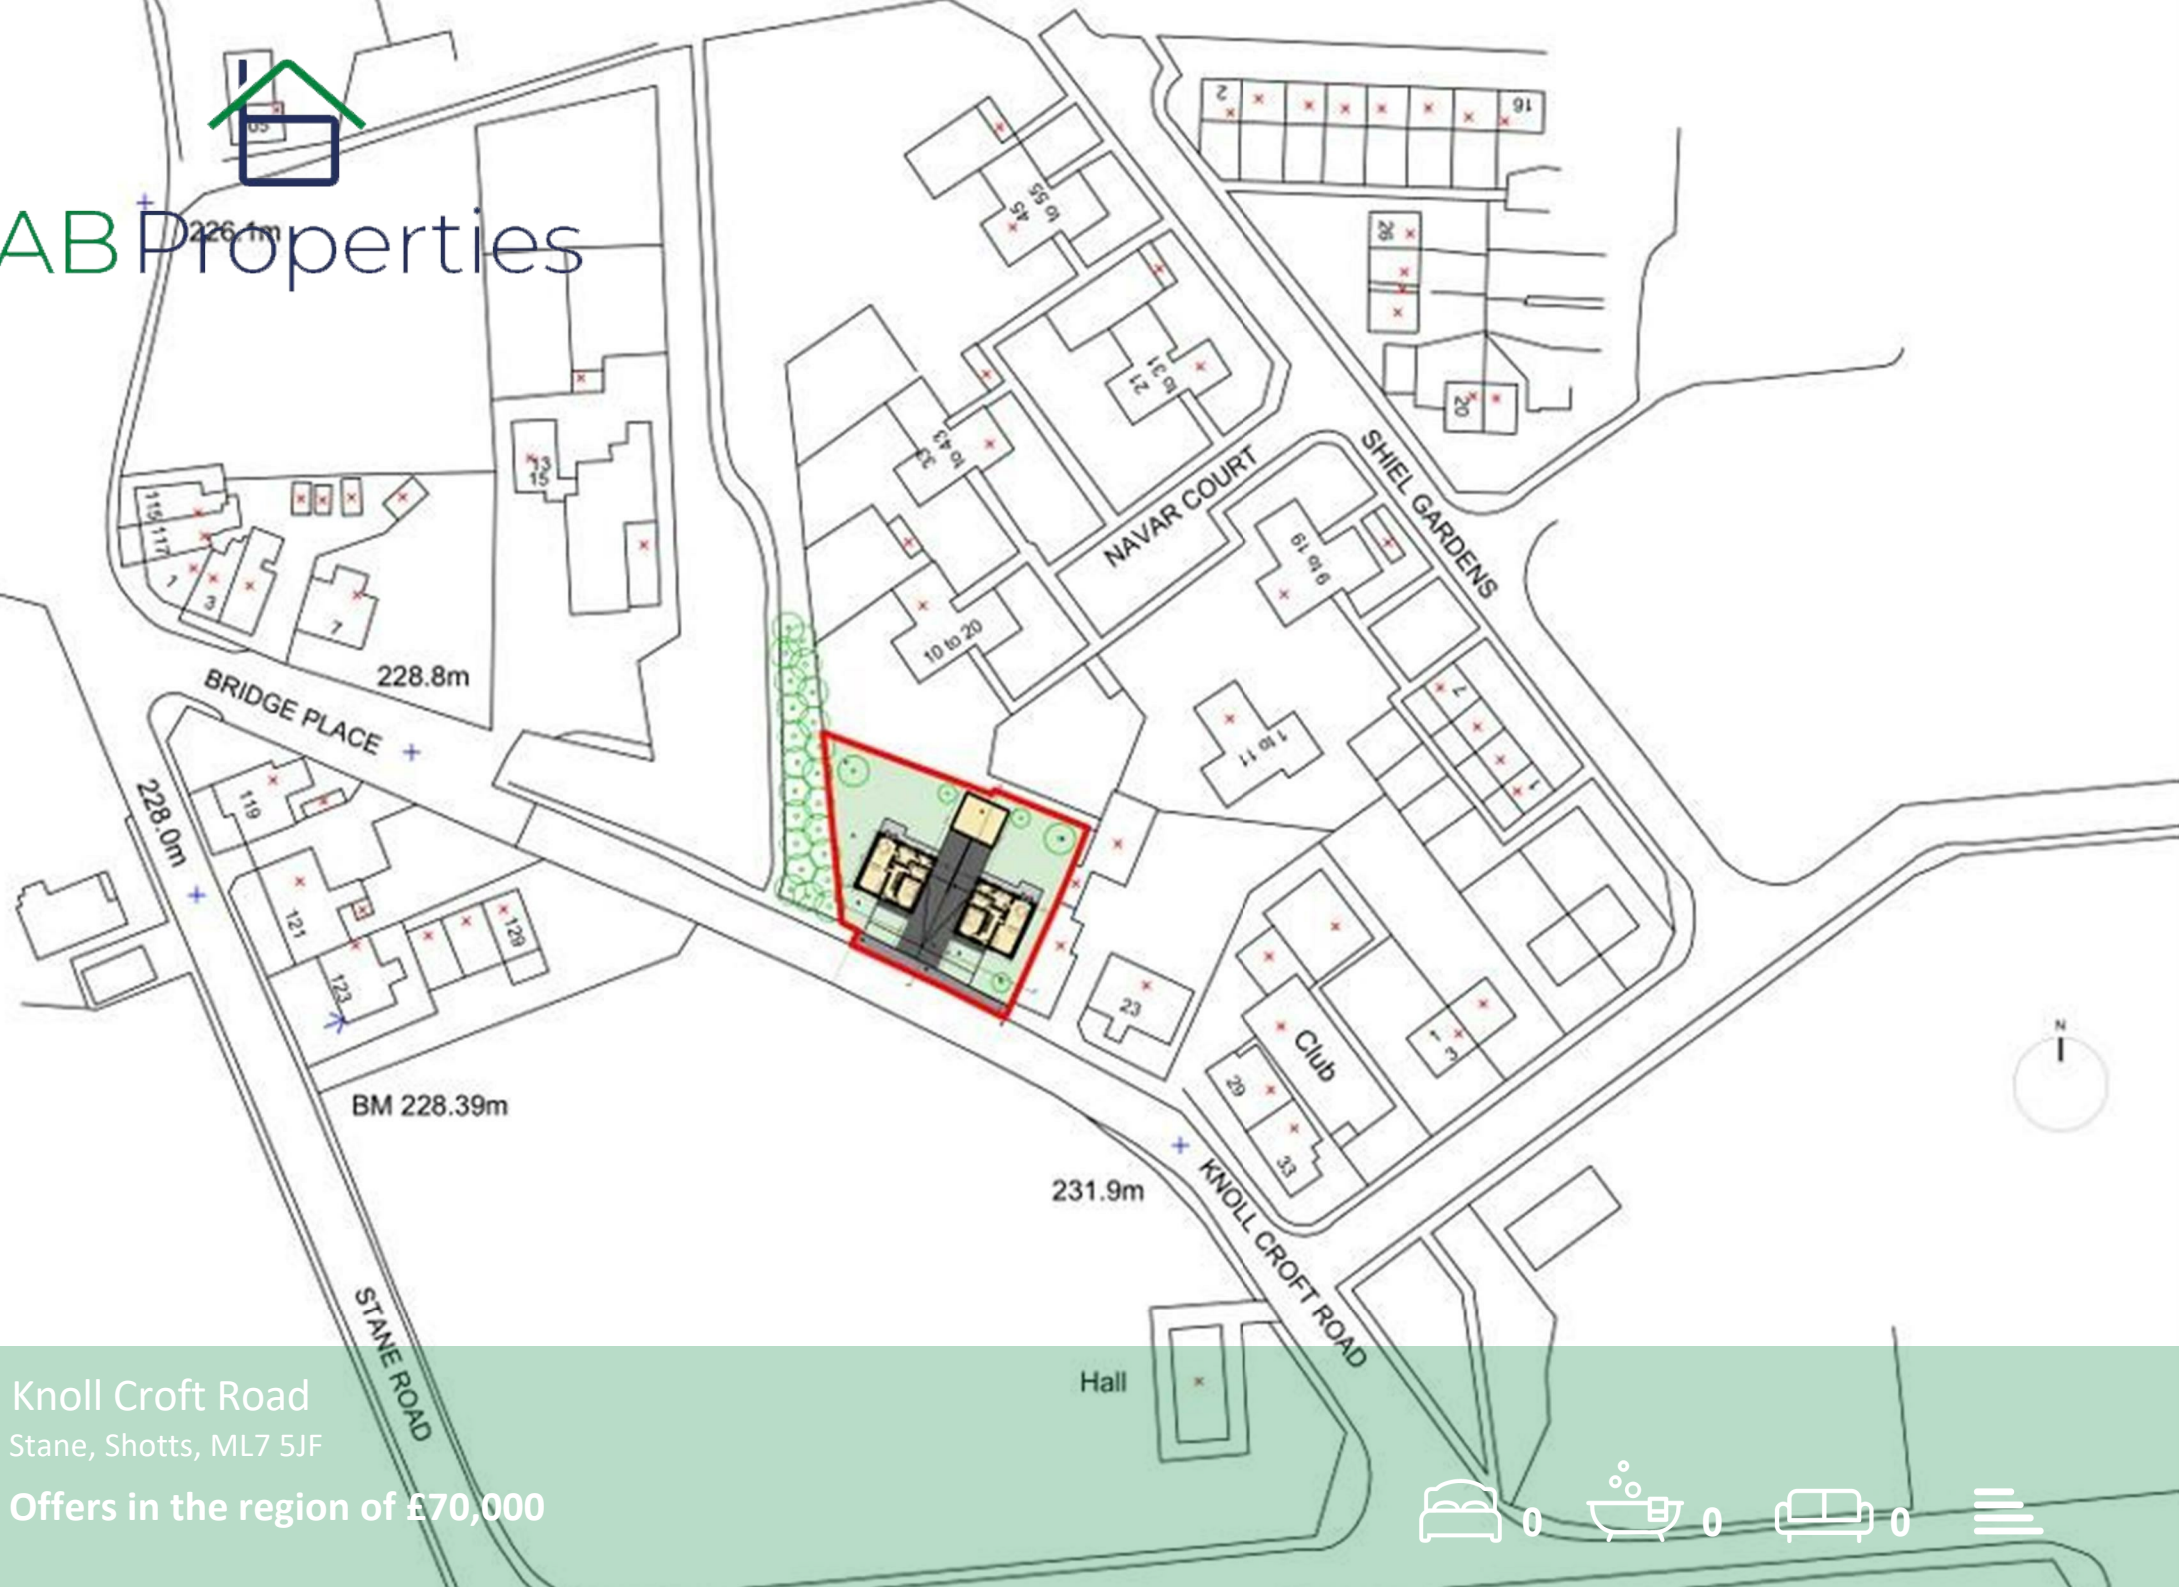 AB Properties
226.1m
2
16
45
to 55
26
21
to 31
20
33
to 43
13
15
SHIEL GARDENS
NAVAR COURT
115
117
1
3
7
9 to 19
10 to 20
228.8m
BRIDGE PLACE
7
1
1 to 11
119
228.0m
121
129
123
23
Club
1
3
29
33
BM 228.39m
231.9m
KNOLL CROFT ROAD
N
STANE ROAD
Hall
Knoll Croft Road
Stane, Shotts, ML7 5JF
Offers in the region of £70,000
0
0
0